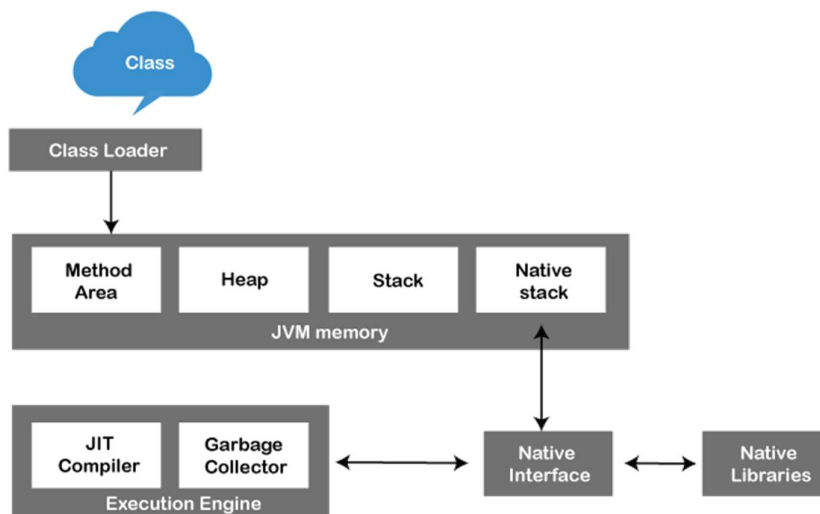 Class
Class Loader
Method
Area
Heap
Stack
Native
stack
JVM memory
JIT
Compiler
Garbage
Collector
Execution Engine
Native
Interface
Native
Libraries